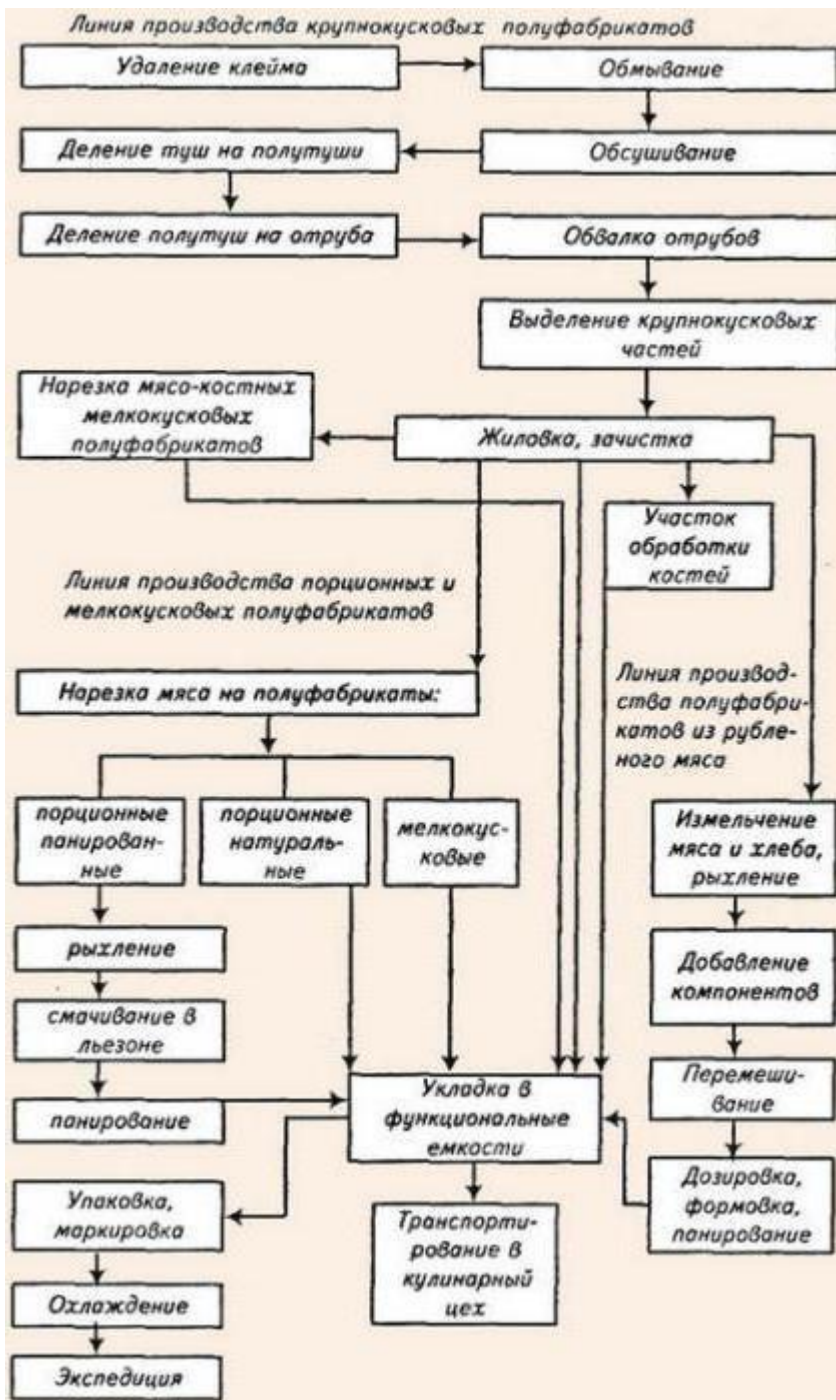 Линия производства крупнокусковых полуфабрикатов
Удаление клейма
Обмывание
Деление туш на полутуши
Обсушивание
Деление полутуш на отруба
Обвалка отрубов
Выделение крупнокусковых
частей
Нарезка мясо-костных
мелкокусковых
полуфабрикатов
Жиловка, зачистка
Участок
обработки
костей
Линия производства порционных и
мелкокусковых полуфабрикатов
Нарезка мяса на полуфабрикаты:
Линия производ-
ства полуфабри-
катов из рубле-
ного мяса
порционные
панирован-
ные
порционные
натураль-
ные
мелкокус-
ковые
Измельчение
мяса и хлеба,
рыхление
рыхление
Добавление
компонентов
смачивание в
льезоне
Перемеши-
вание
панирование
Укладка в
функциональные
емкости
Дозировка,
формовка,
панирование
Упаковка,
маркировка
Транспорти-
рование в
кулинарный
цех
Охлаждение
Экспедиция